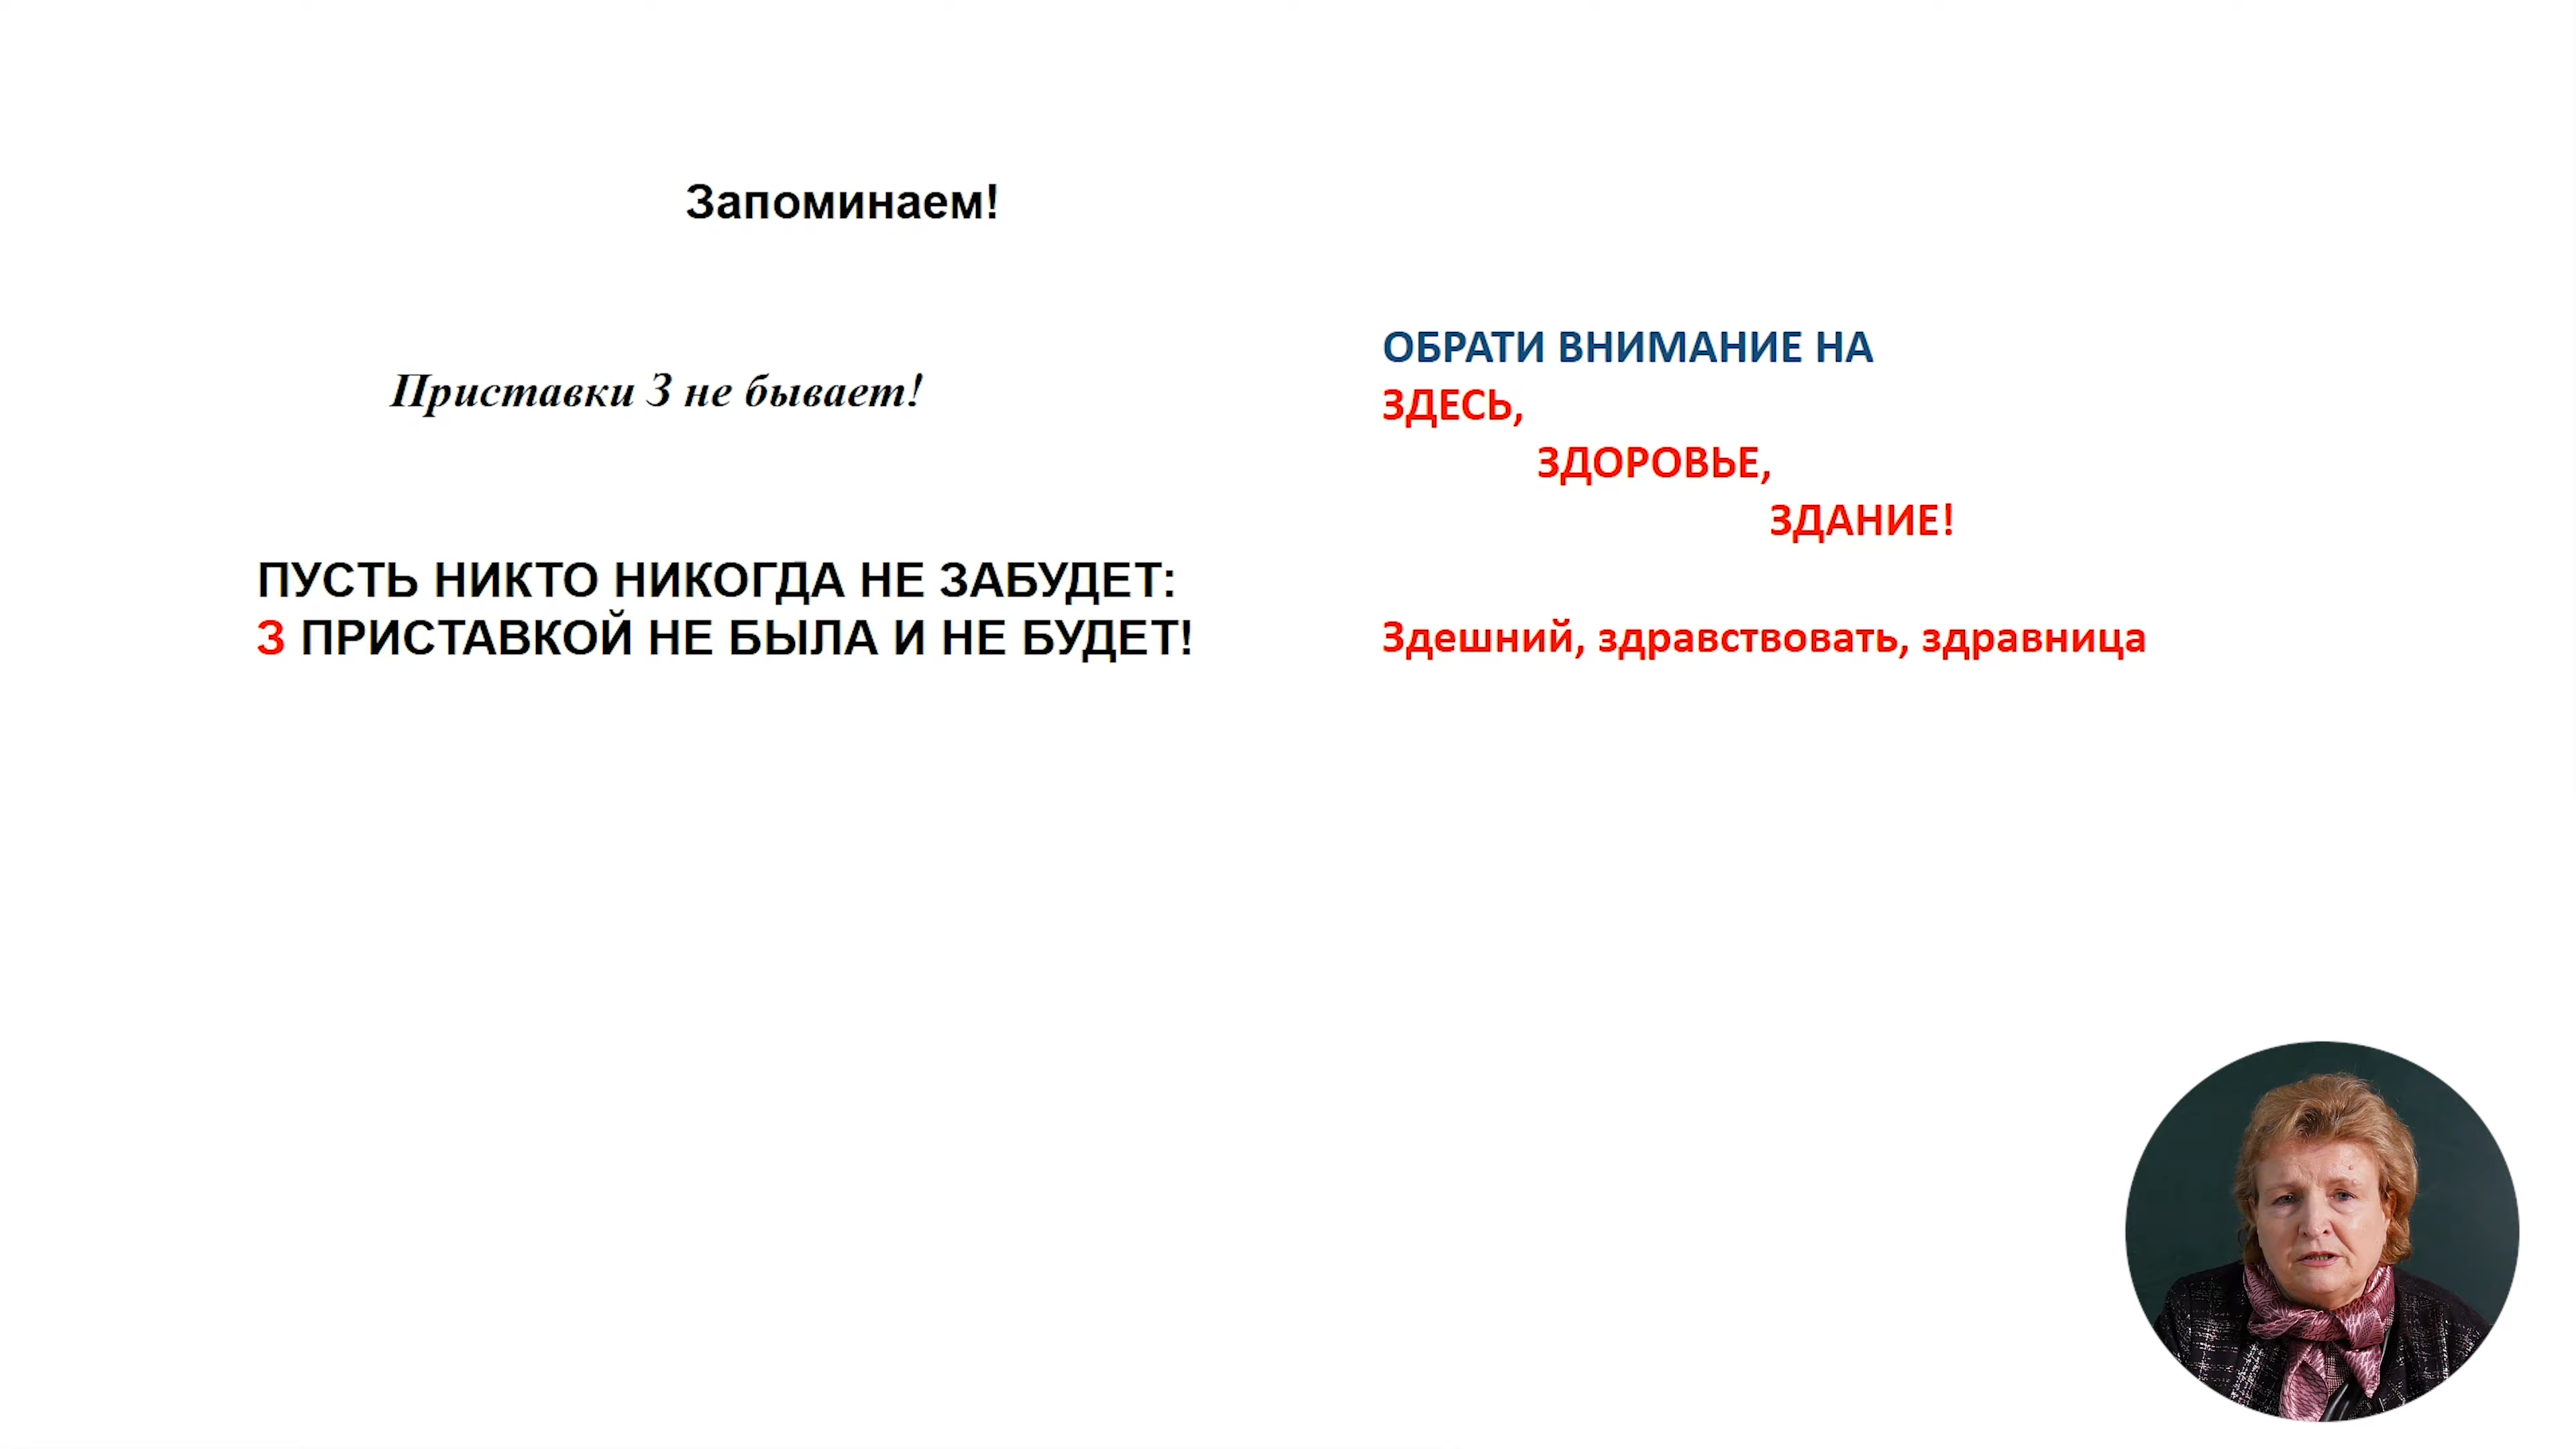 Запоминаем!
Приставки З не бывает!
ПУСТЬ НИКТО НИКОГДА НЕ ЗАБУДЕТ:
З ПРИСТАВКОЙ НЕ БЫЛА И НЕ БУДЕТ!
ОБРАТИ ВНИМАНИЕ НА
ЗДЕСЬ,
ЗДОРОВЬЕ,
ЗДАНИЕ!
Здешний, здравствовать, здравница